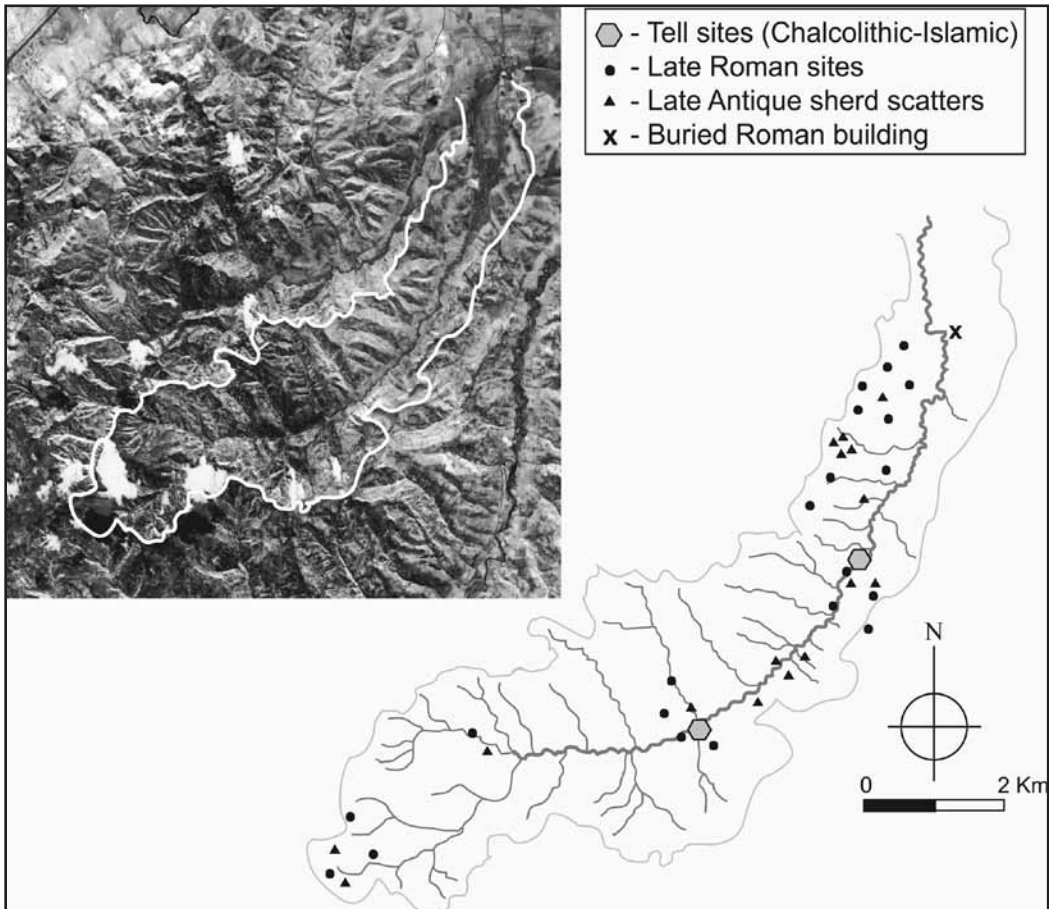 - Tell sites (Chalcolithic-Islamic)
- Late Roman sites
- Late Antique sherd scatters
x - Buried Roman building
x
N
0 2 Km